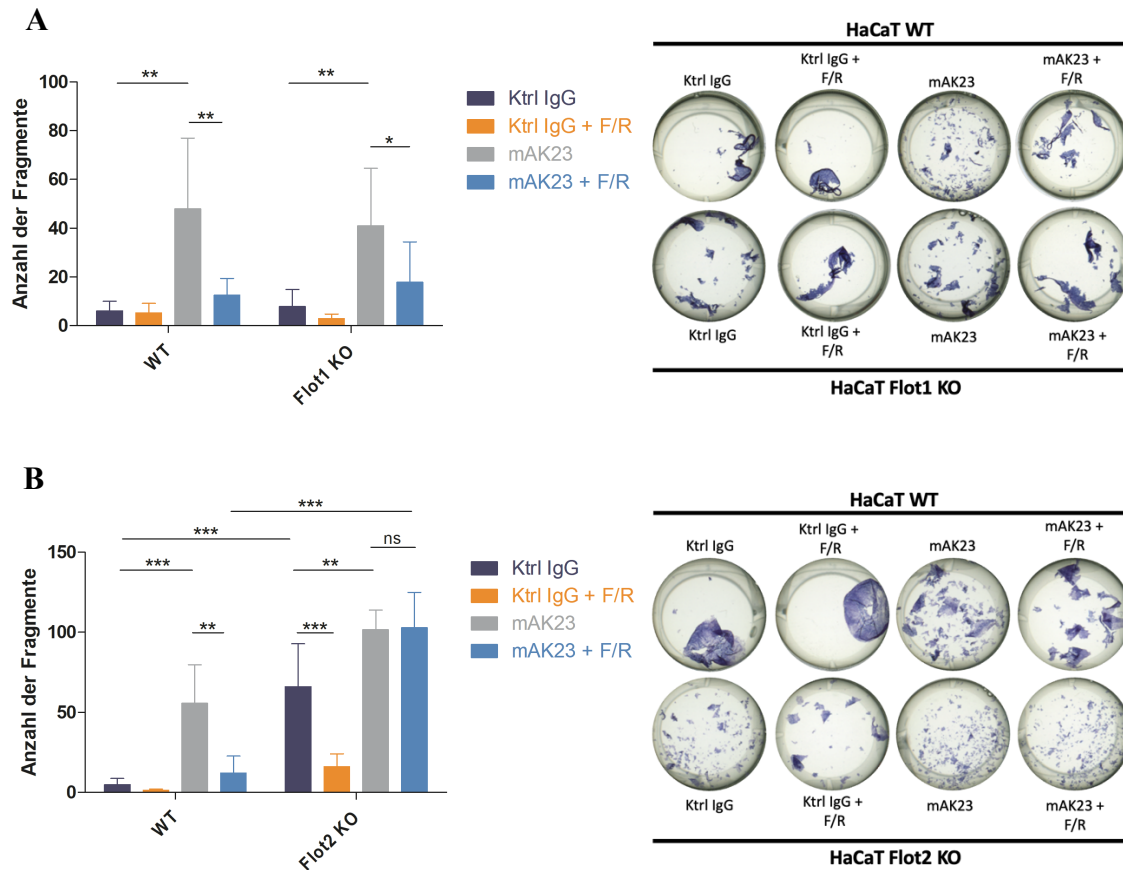 A
**
**
**
*
100
80
60
40
20
0
Anzahl der Fragmente
WT
Flot1 KO
Ktrl IgG
Ktrl IgG + F/R
mAK23
mAK23 + F/R
HaCaT WT
Ktrl IgG
Ktrl IgG +
F/R
mAK23
mAK23 +
F/R
Ktrl IgG
Ktrl IgG +
F/R
mAK23
mAK23 +
F/R
HaCaT Flot1 KO
B
***
***
ns
***
**
**
***
150
100
50
0
Anzahl der Fragmente
WT
Flot2 KO
Ktrl IgG
Ktrl IgG + F/R
mAK23
mAK23 + F/R
HaCaT WT
Ktrl IgG
Ktrl IgG +
F/R
mAK23
mAK23 +
F/R
Ktrl IgG
Ktrl IgG +
F/R
mAK23
mAK23 +
F/R
HaCaT Flot2 KO